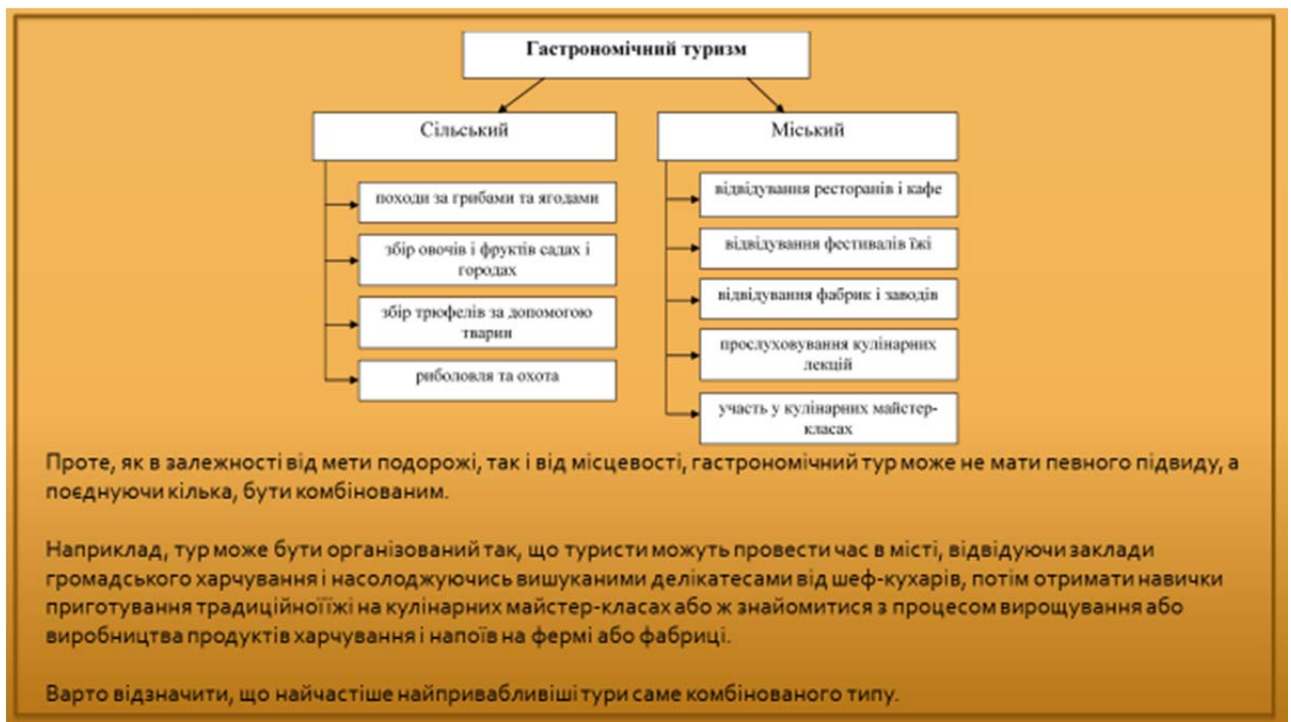 Гастрономічний туризм
Сільський
Міський
походи за грибами та ягодами
збір овочів і фруктів садах і
городах
збір трюфелів за допомогою
тварин
риболовля та охота
відвідування ресторанів і кафе
відвідування фестивалів їжі
відвідування фабрик і заводів
прослуховування кулінарних
лекцій
участь у кулінарних майстер-
класах
Проте, як в залежності від мети подорожі, так і від місцевості, гастрономічний тур може не мати певного підвиду, а
поєднуючи кілька, бути комбінованим.
Наприклад, тур може бути організований так, що туристи можуть провести час в місті, відвідуючи заклади
громадського харчування і насолоджуючись вишуканими делікатесами від шеф-кухарів, потім отримати навички
приготування традиційноїїжі на кулінарних майстер-класах або ж знайомитися з процесом вирощування або
виробництва продуктів харчування і напоїв на фермі або фабриці.
Варто відзначити, що найчастіше найпривабливіші тури саме комбінованого типу.